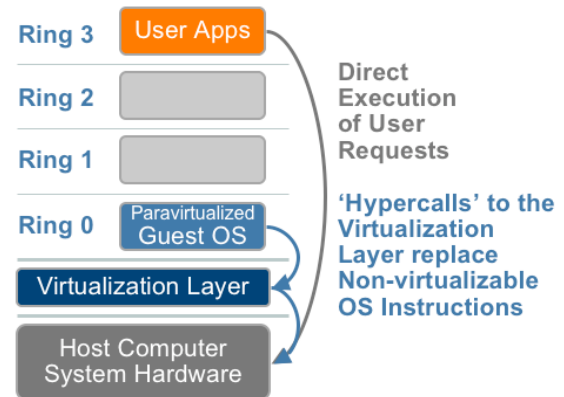 Ring 3
User Apps
Ring 2
Ring 1
Ring 0
Paravirtualized
Guest OS
Virtualization Layer
Host Computer
System Hardware
Direct
Execution
of User
Requests
‘Hypercalls’ to the
Virtualization
Layer replace
Non-virtualizable
OS Instructions